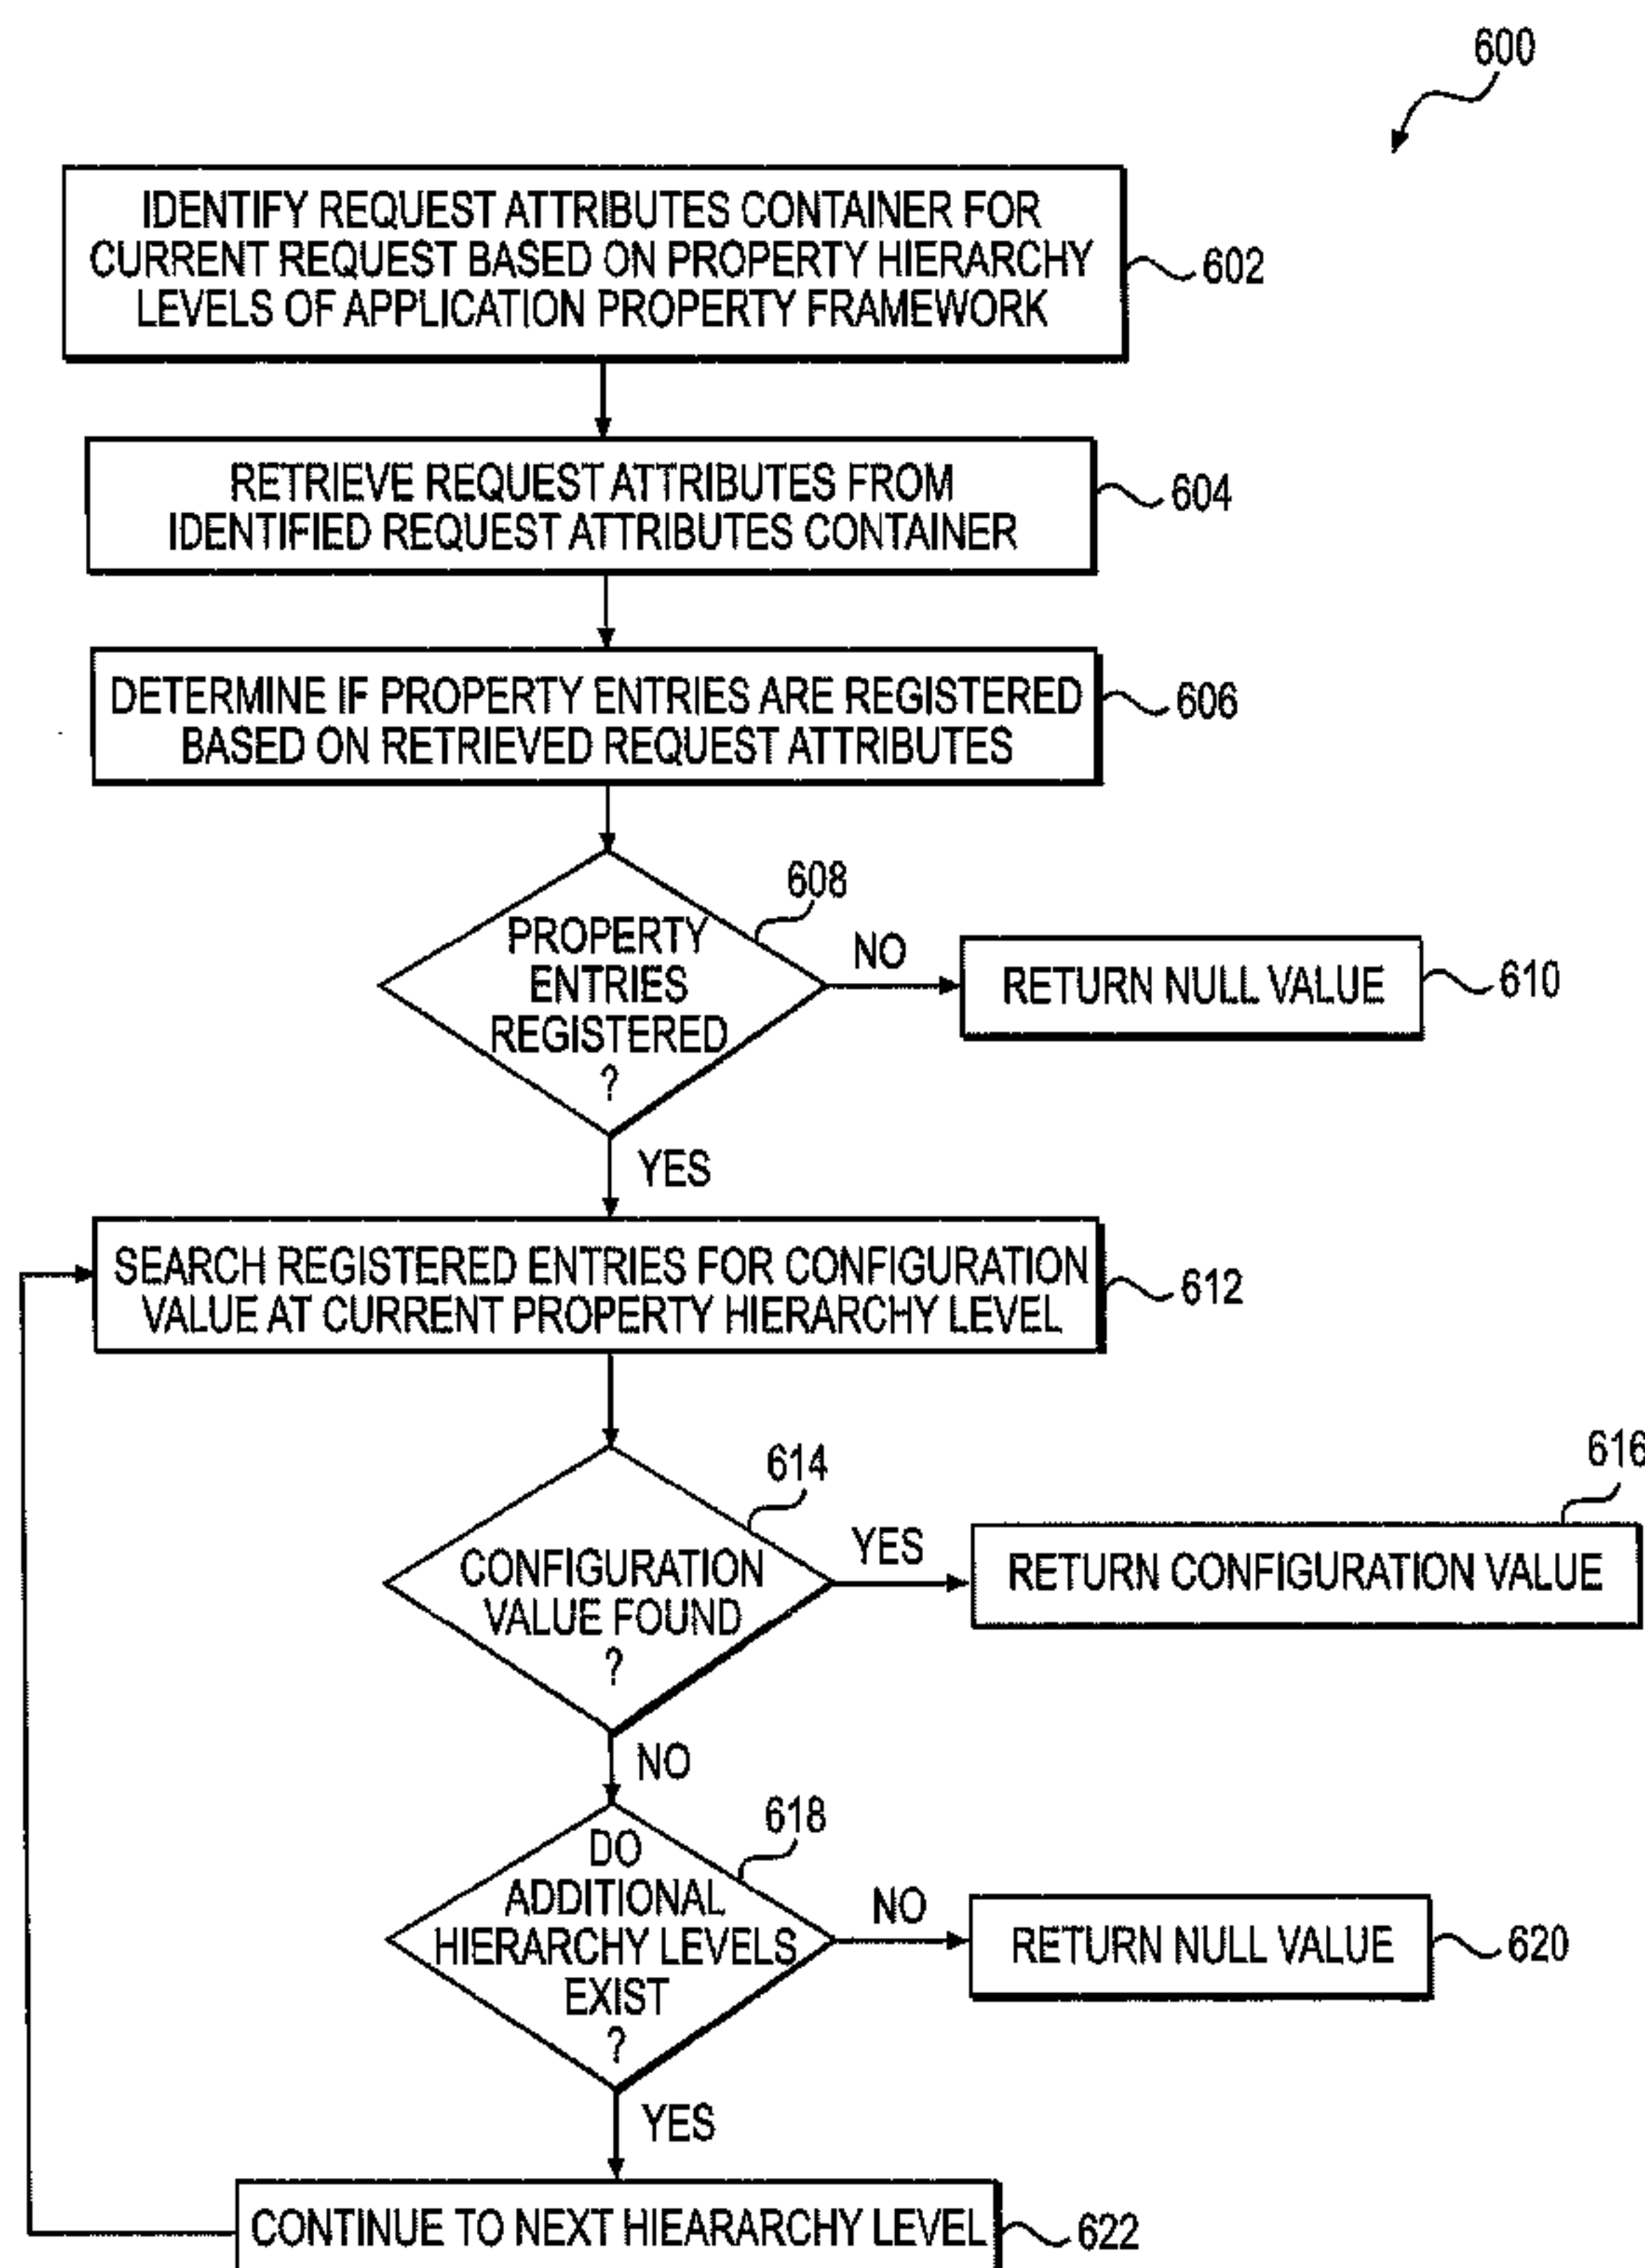 600
IDENTIFY REQUEST ATTRIBUTES CONTAINER FOR
CURRENT REQUEST BASED ON PROPERTY HIERARCHY
LEVELS OF APPLICATION PROPERTY FRAMEWORK
602
RETRIEVE REQUEST ATTRIBUTES FROM
IDENTIFIED REQUEST ATTRIBUTES CONTAINER
604
DETERMINE IF PROPERTY ENTRIES ARE REGISTERED
BASED ON RETRIEVED REQUEST ATTRIBUTES
606
608
PROPERTY
ENTRIES
REGISTERED
?
NO
RETURN NULL VALUE
610
YES
SEARCH REGISTERED ENTRIES FOR CONFIGURATION
VALUE AT CURRENT PROPERTY HIERARCHY LEVEL
612
614
CONFIGURATION
VALUE FOUND
?
YES
616
RETURN CONFIGURATION VALUE
NO
618
DO
ADDITIONAL
HIERARCHY LEVELS
EXIST
?
NO
RETURN NULL VALUE
620
YES
CONTINUE TO NEXT HIEARARCHY LEVEL
622